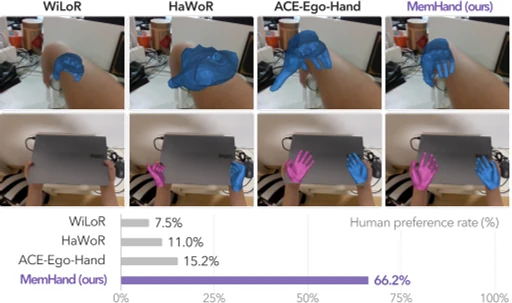 WiLoR HaWoR ACE-Ego-Hand MemHand (ours)
Human preference rate (%)
WiLoR 7.5%
HaWoR 11.0%
ACE-Ego-Hand 15.2%
MemHand (ours) 66.2%
0% 25% 50% 75% 100%